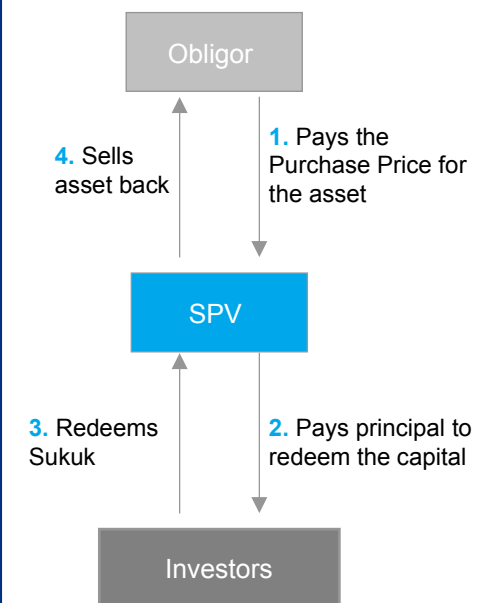 Obligor
4. Sells
asset back
1. Pays the
Purchase Price for
the asset
SPV
3. Redeems
Sukuk
2. Pays principal to
redeem the capital
Investors